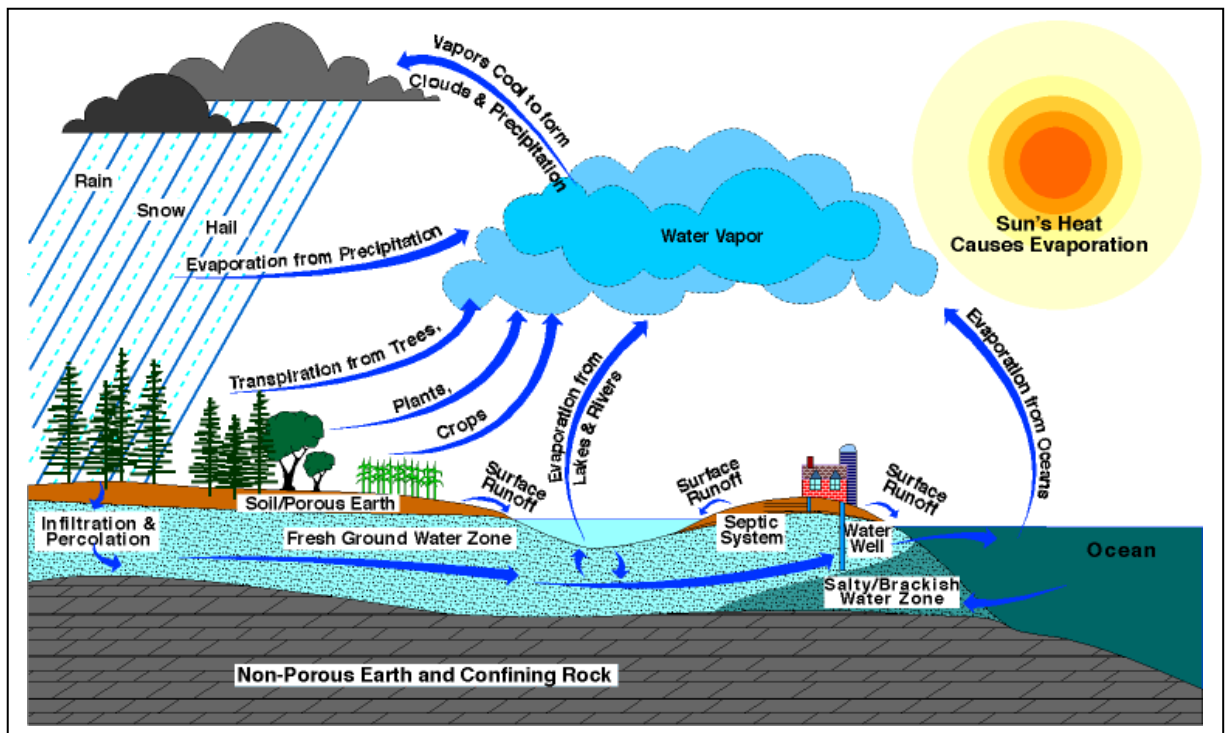 Vapors Cool to form
Clouds & Precipitation
Rain
Snow
Hail
Water Vapor
Sun's Heat
Causes Evaporation
Evaporation from Precipitation
Transpiration from Trees,
Plants,
Crops
Evaporation from
Lakes & Rivers
Evaporation from Oceans
Surface
Runoff
Surface
Runoff
Surface
Runoff
Soil/Porous Earth
Infiltration &
Percolation
Fresh Ground Water Zone
Septic
System
Water
Well
Ocean
Salty/Brackish
Water Zone
Non-Porous Earth and Confining Rock